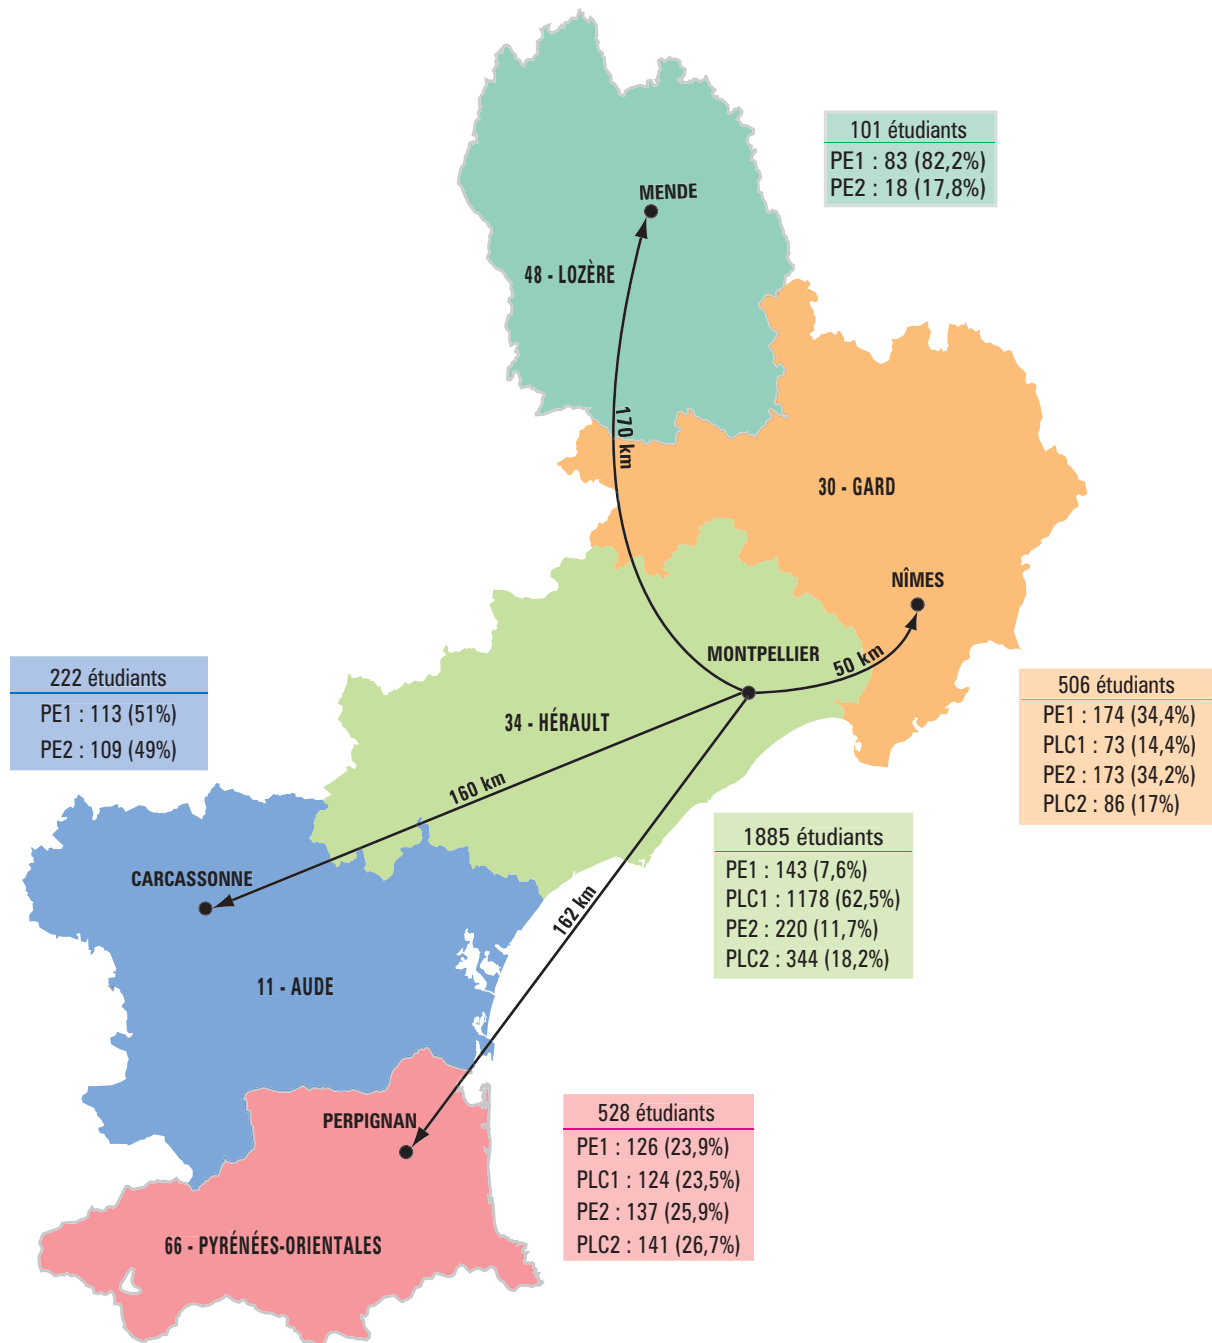 101 étudiants
PE1 : 83 (82,2%)
PE2 : 18 (17,8%)
MENDE
48 - LOZÈRE
170 km
30 - GARD
NÎMES
MONTPELLIER
50 km
222 étudiants
PE1 : 113 (51%)
PE2 : 109 (49%)
34 - HÉRAULT
506 étudiants
PE1 : 174 (34,4%)
PLC1 : 73 (14,4%)
PE2 : 173 (34,2%)
PLC2 : 86 (17%)
160 km
1885 étudiants
PE1 : 143 (7,6%)
PLC1 : 1178 (62,5%)
PE2 : 220 (11,7%)
PLC2 : 344 (18,2%)
CARCASSONNE
162 km
11 - AUDE
PERPIGNAN
528 étudiants
PE1 : 126 (23,9%)
PLC1 : 124 (23,5%)
PE2 : 137 (25,9%)
PLC2 : 141 (26,7%)
66 - PYRÉNÉES-ORIENTALES